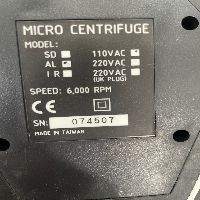 MICRO CENTRIFUGE
MODEL:
SD 110VAC
AL 220VAC
IR 220VAC
(UK PLUG)
SPEED: 6,000 RPM
CE
SN: 074507
MADE IN TAIWAN